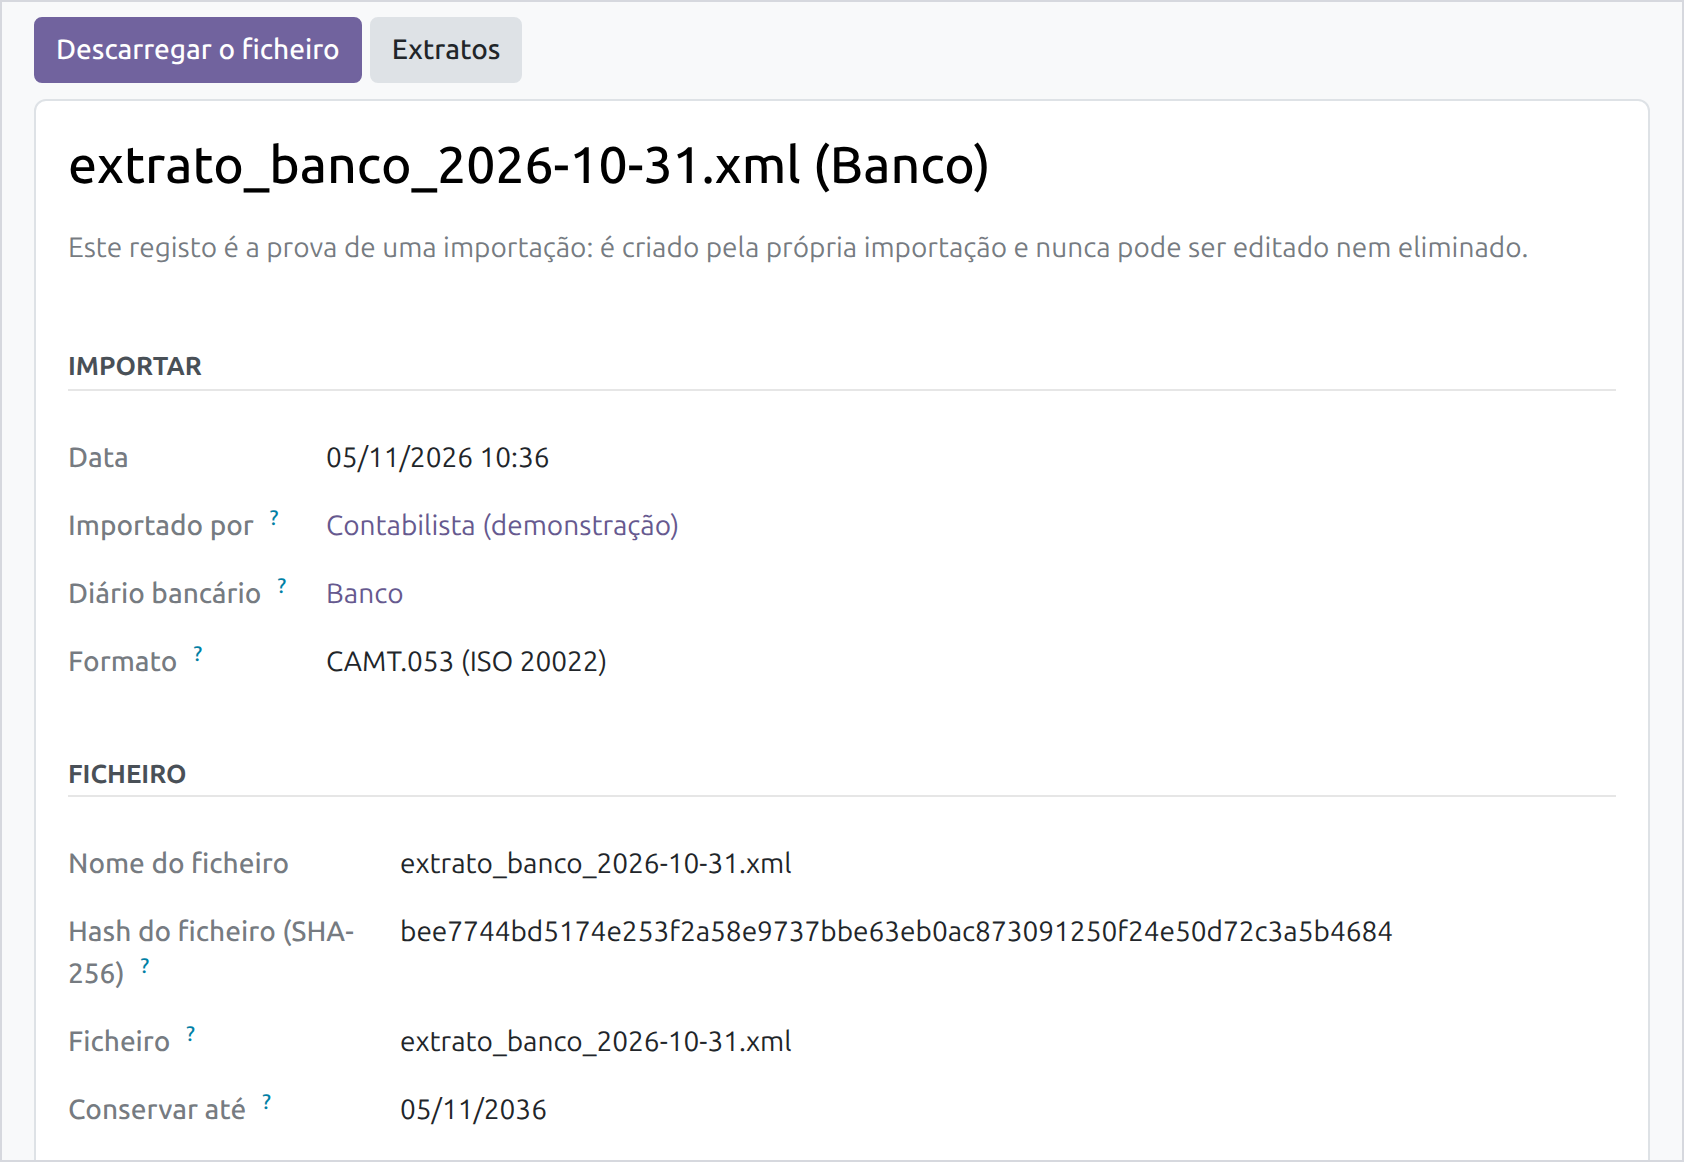 Descarregar o ficheiro
Extratos
extrato_banco_2026-10-31.xml (Banco)
Este registo é a prova de uma importação: é criado pela própria importação e nunca pode ser editado nem eliminado.
IMPORTAR
Data
05/11/2026 10:36
Importado por ?
Contabilista (demonstração)
Diário bancário ?
Banco
Formato ?
CAMT.053 (ISO 20022)
FICHEIRO
Nome do ficheiro
extrato_banco_2026-10-31.xml
Hash do ficheiro (SHA-
256) ?
bee7744bd5174e253f2a58e9737bbe63eb0ac873091250f24e50d72c3a5b4684
Ficheiro ?
extrato_banco_2026-10-31.xml
Conservar até ?
05/11/2036